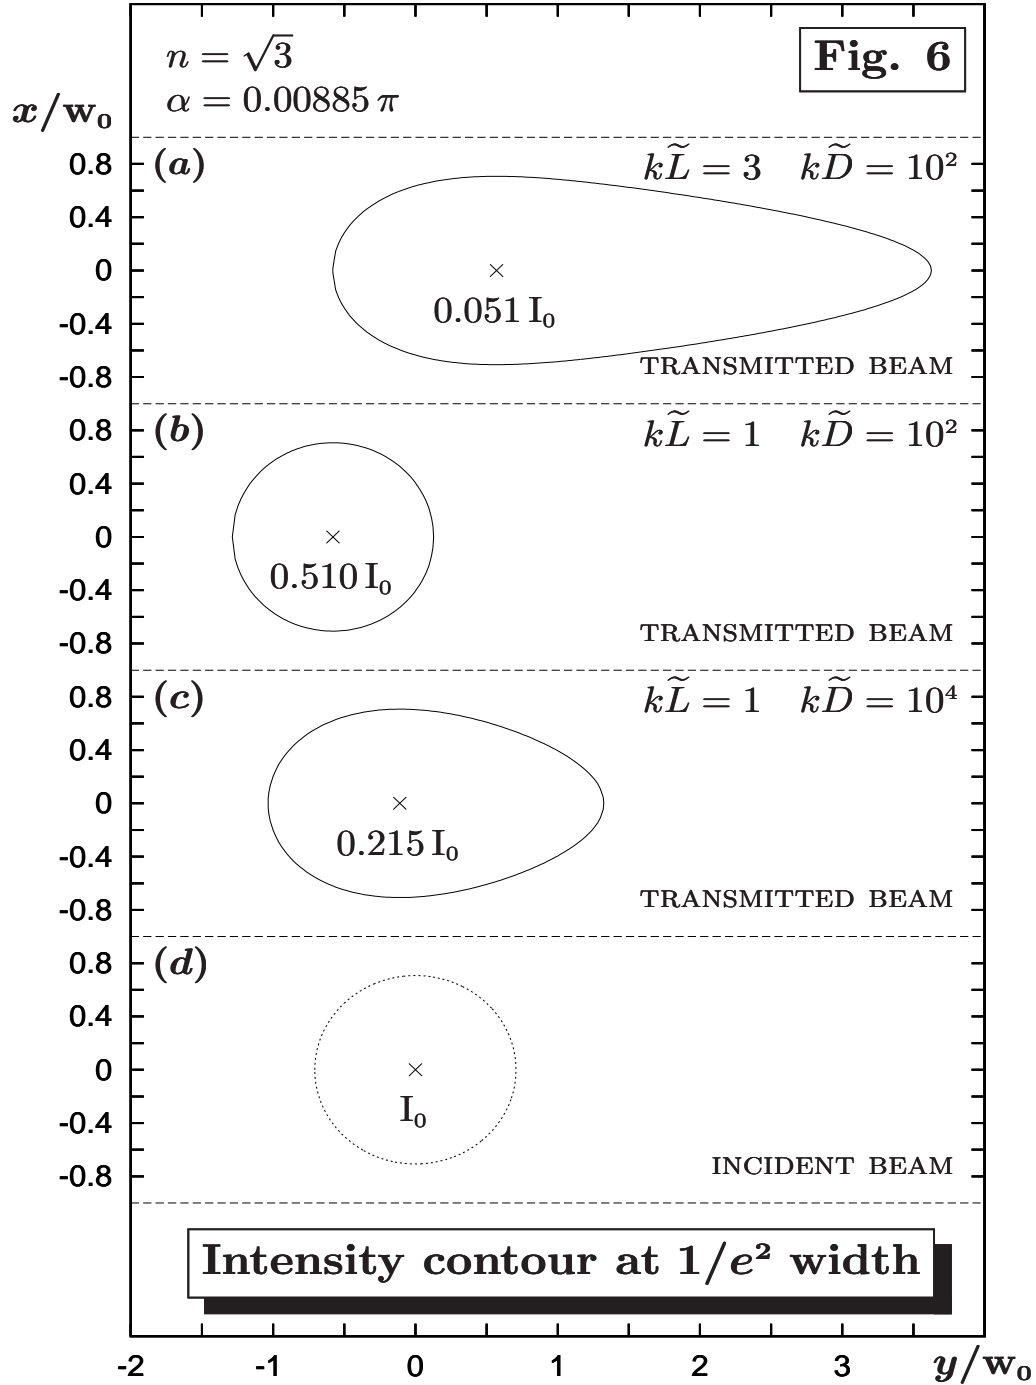 n = √3
Fig. 6
α = 0.00885 π
x/w₀
(a)
kL̃ = 3 kD̃ = 10²
0.8
0.4
0
-0.4
-0.8
0.051 I₀
TRANSMITTED BEAM
(b)
kL̃ = 1 kD̃ = 10²
0.8
0.4
0
-0.4
-0.8
0.510 I₀
TRANSMITTED BEAM
(c)
kL̃ = 1 kD̃ = 10⁴
0.8
0.4
0
-0.4
-0.8
0.215 I₀
TRANSMITTED BEAM
(d)
0.8
0.4
0
-0.4
-0.8
I₀
INCIDENT BEAM
Intensity contour at 1/e² width
-2 -1 0 1 2 3 y/w₀